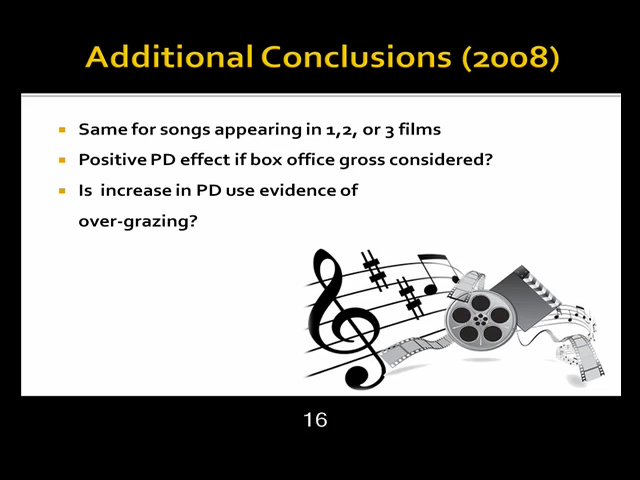 Additional Conclusions (2008)
Same for songs appearing in 1,2, or 3 films
Positive PD effect if box office gross considered?
Is increase in PD use evidence of
over-grazing?
16